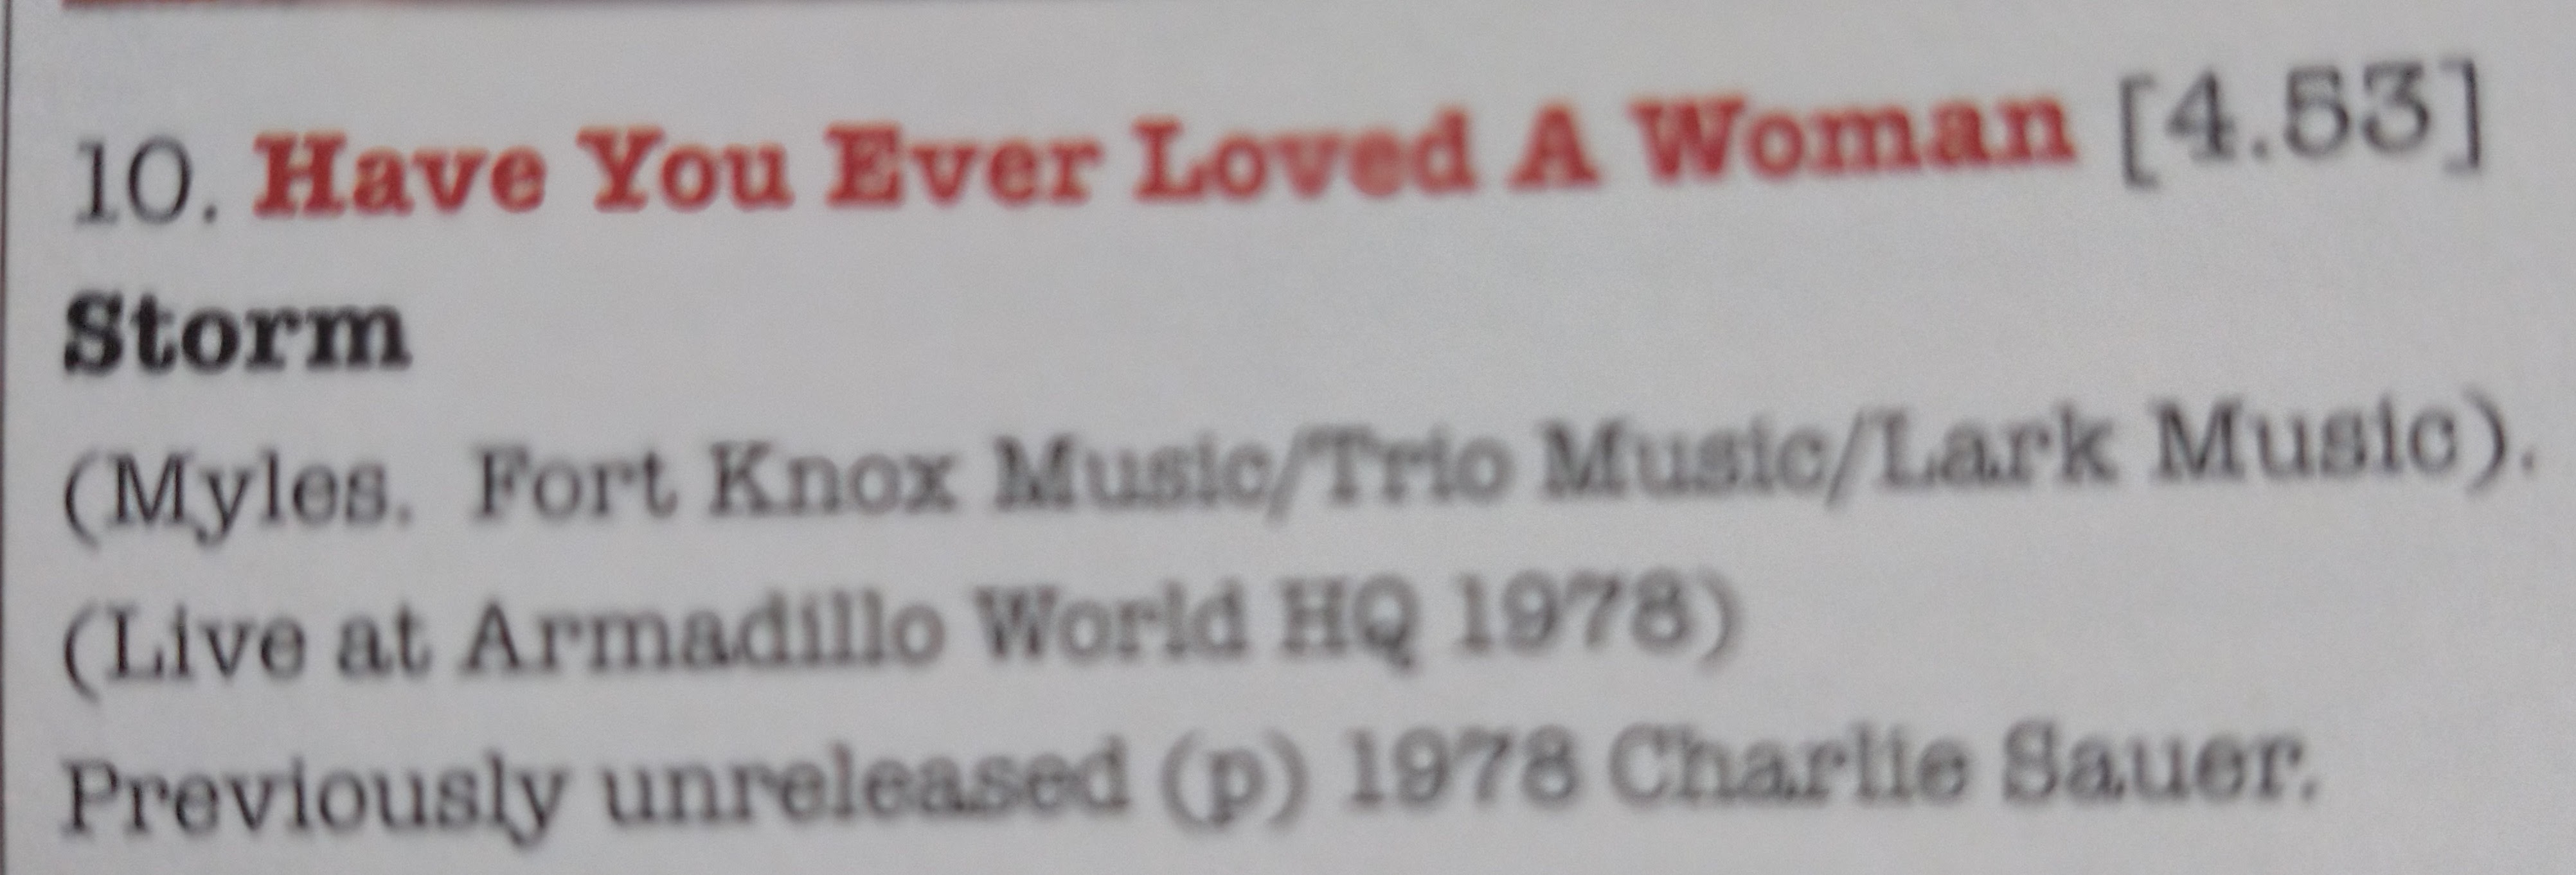 10. Have You Ever Loved A Woman [4.53]
Storm
(Myles. Fort Knox Music/Trio Music/Lark Music).
(Live at Armadillo World HQ 1978)
Previously unreleased (p) 1978 Charlie Sauer.